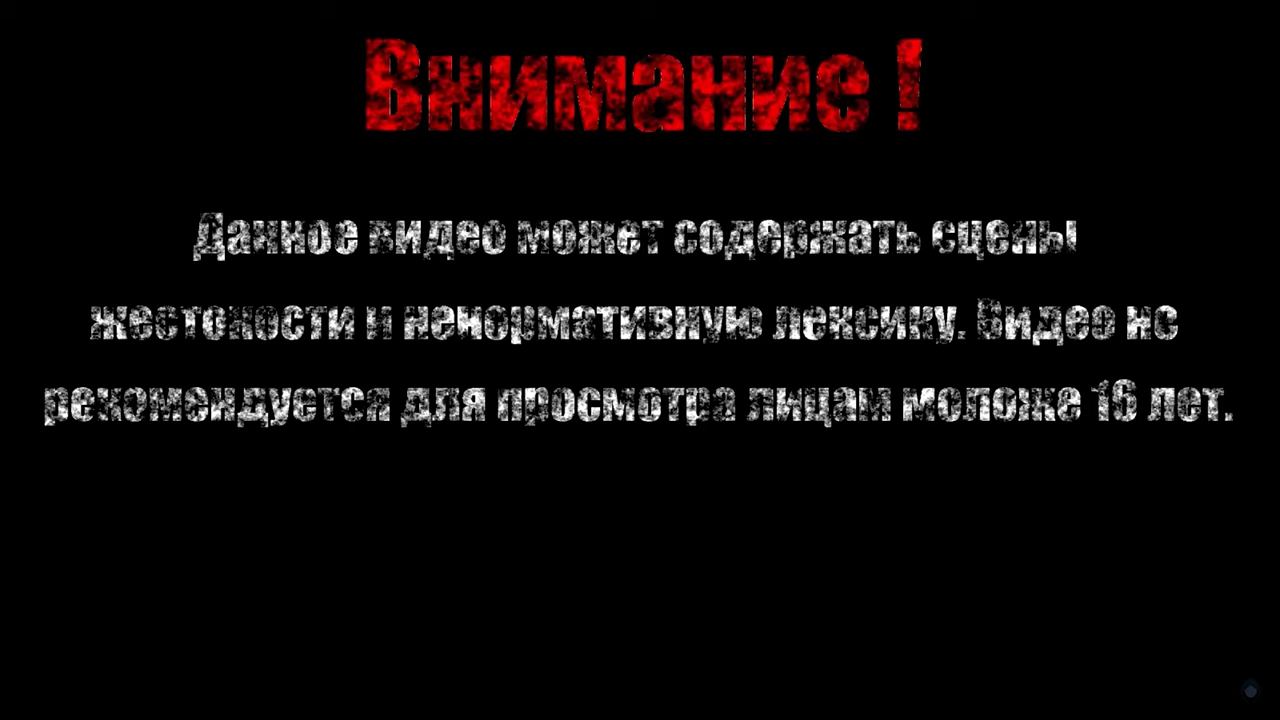 Внимание !
Данное видео может содержать сцены
жестокости и ненормативную лексику. Видео не
рекомендуется для просмотра лицам моложе 16 лет.